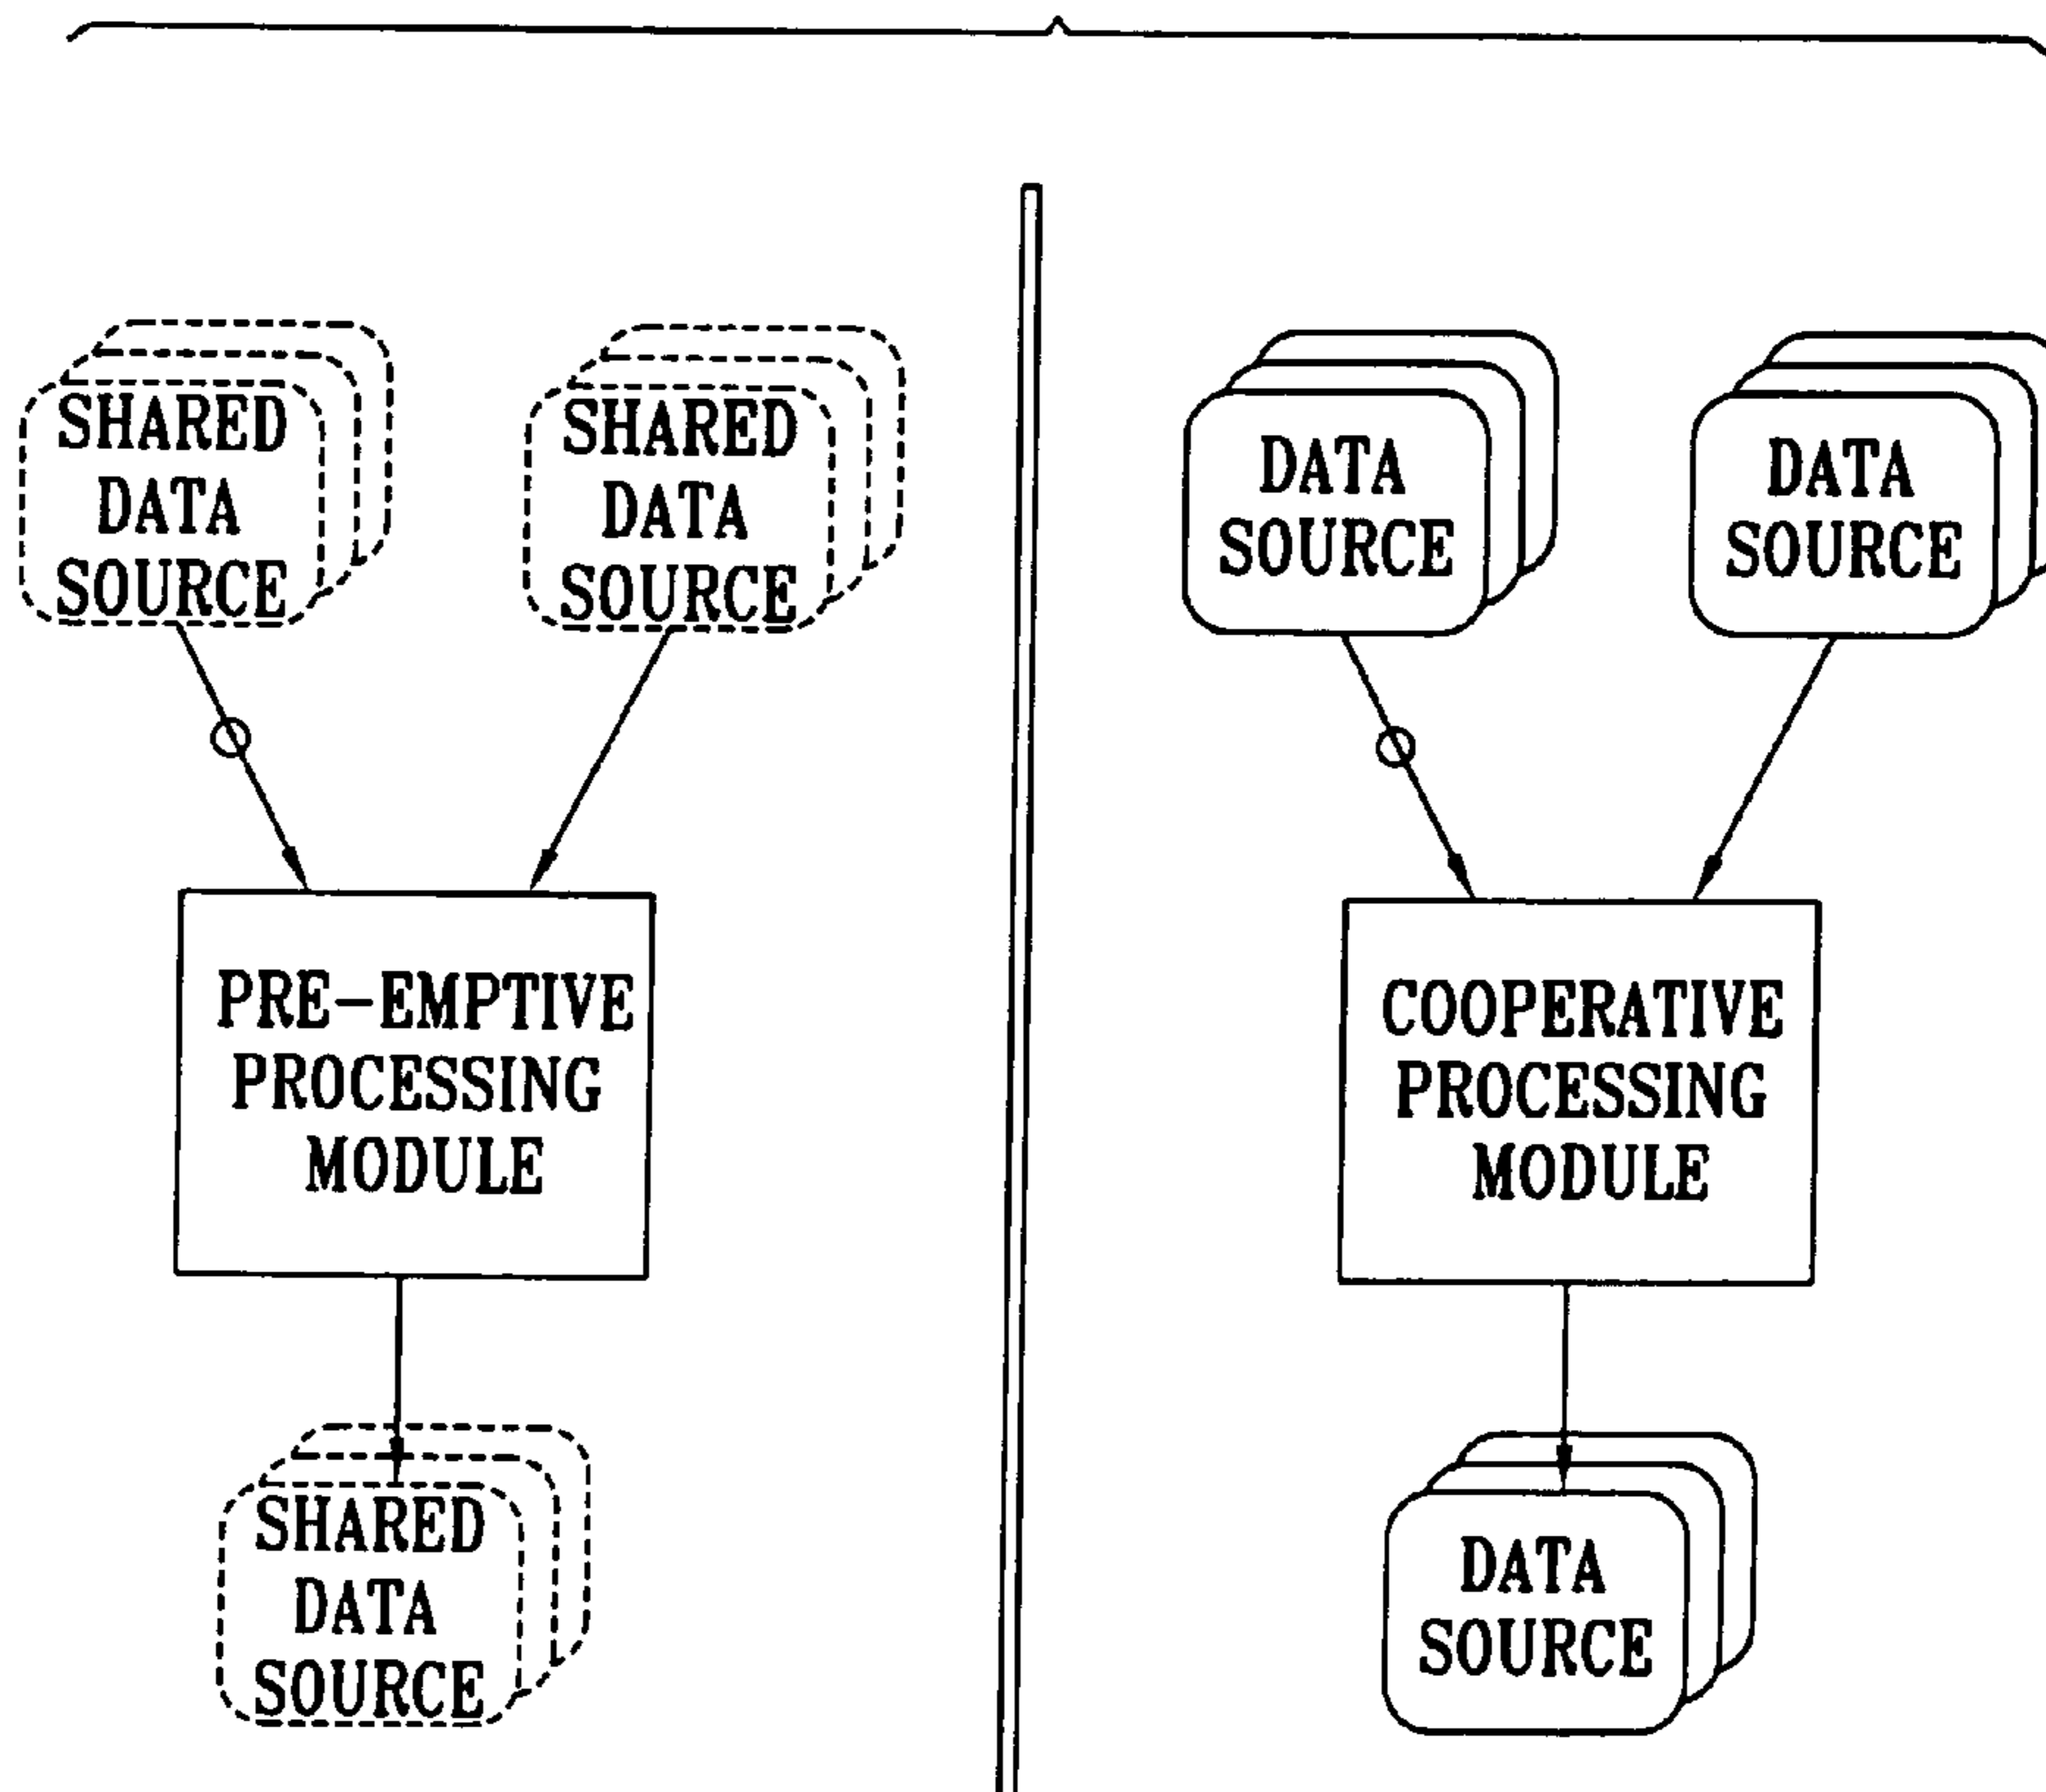 SHARED
DATA
SOURCE
SHARED
DATA
SOURCE
PRE-EMPTIVE
PROCESSING
MODULE
SHARED
DATA
SOURCE
DATA
SOURCE
DATA
SOURCE
COOPERATIVE
PROCESSING
MODULE
DATA
SOURCE